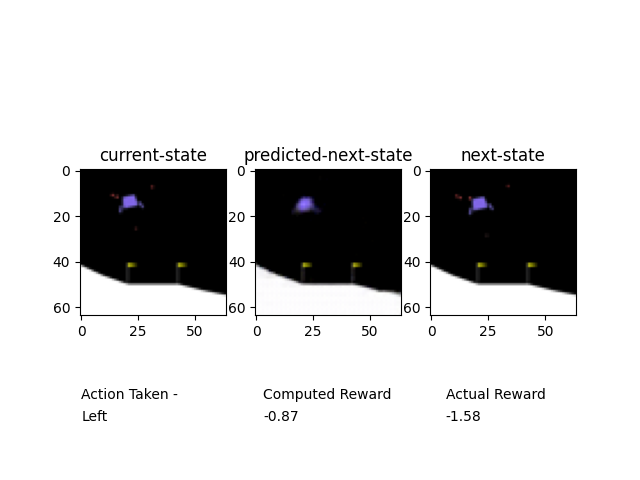 current-state predicted-next-state next-state
0 0 0
20 20 20
40 40 40
60 60 60
0 25 50 0 25 50 0 25 50
Action Taken - Computed Reward Actual Reward
Left -0.87 -1.58